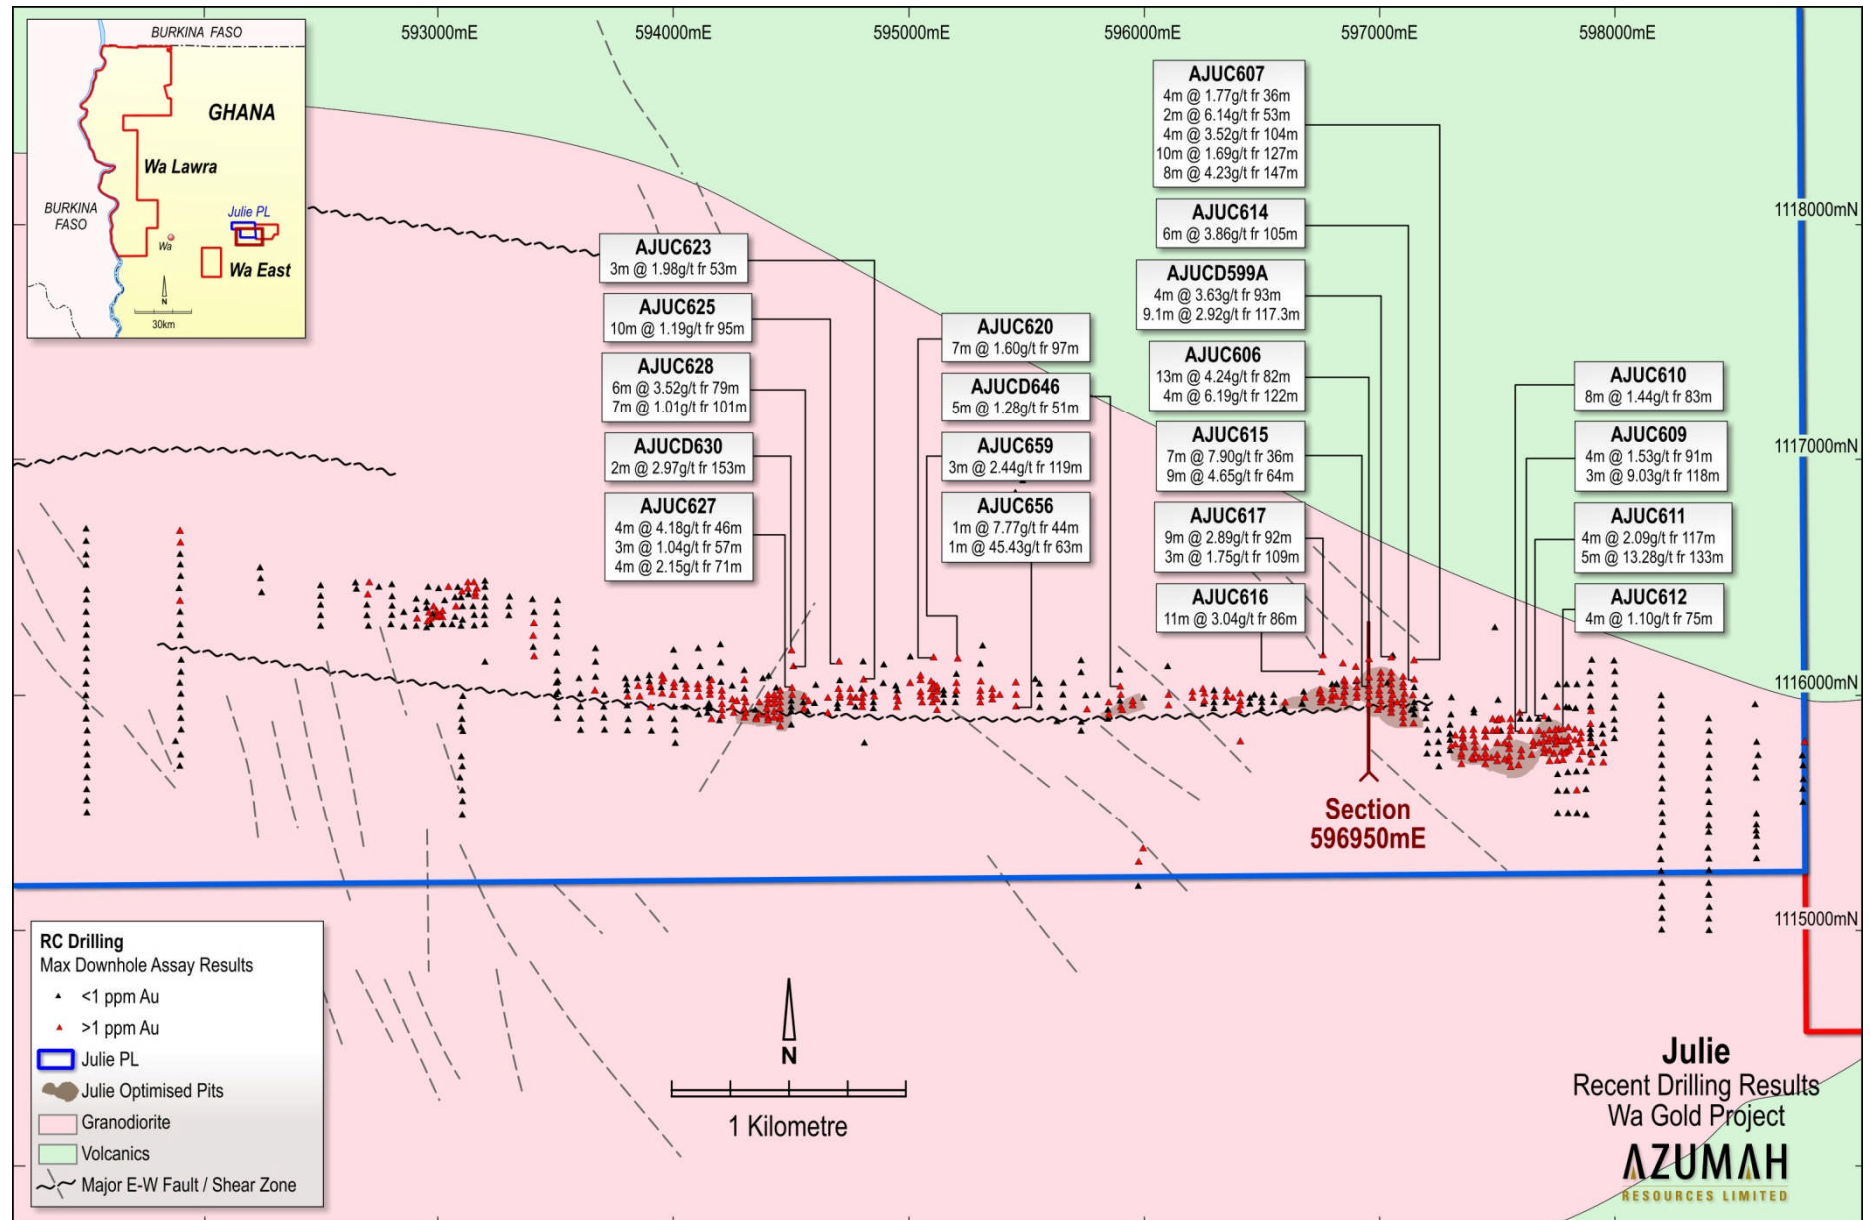 593000mE
594000mE
595000mE
596000mE
597000mE
598000mE
BURKINA FASO
GHANA
Wa Lawra
BURKINA
FASO
Julie PL
Wa
Wa East
N
30km
1118000mN
1117000mN
1116000mN
1115000mN
AJUC623
3m @ 1.98g/t fr 53m
AJUC625
10m @ 1.19g/t fr 95m
AJUC628
6m @ 3.52g/t fr 79m
7m @ 1.01g/t fr 101m
AJUCD630
2m @ 2.97g/t fr 153m
AJUC627
4m @ 4.18g/t fr 46m
3m @ 1.04g/t fr 57m
4m @ 2.15g/t fr 71m
AJUC620
7m @ 1.60g/t fr 97m
AJUCD646
5m @ 1.28g/t fr 51m
AJUC659
3m @ 2.44g/t fr 119m
AJUC656
1m @ 7.77g/t fr 44m
1m @ 45.43g/t fr 63m
AJUC607
4m @ 1.77g/t fr 36m
2m @ 6.14g/t fr 53m
4m @ 3.52g/t fr 104m
10m @ 1.69g/t fr 127m
8m @ 4.23g/t fr 147m
AJUC614
6m @ 3.86g/t fr 105m
AJUCD599A
4m @ 3.63g/t fr 93m
9.1m @ 2.92g/t fr 117.3m
AJUC606
13m @ 4.24g/t fr 82m
4m @ 6.19g/t fr 122m
AJUC615
7m @ 7.90g/t fr 36m
9m @ 4.65g/t fr 64m
AJUC617
9m @ 2.89g/t fr 92m
3m @ 1.75g/t fr 109m
AJUC616
11m @ 3.04g/t fr 86m
AJUC610
8m @ 1.44g/t fr 83m
AJUC609
4m @ 1.53g/t fr 91m
3m @ 9.03g/t fr 118m
AJUC611
4m @ 2.09g/t fr 117m
5m @ 13.28g/t fr 133m
AJUC612
4m @ 1.10g/t fr 75m
Section
596950mE
RC Drilling
Max Downhole Assay Results
<1 ppm Au
>1 ppm Au
Julie PL
Julie Optimised Pits
Granodiorite
Volcanics
Major E-W Fault / Shear Zone
N
1 Kilometre
Julie
Recent Drilling Results
Wa Gold Project
AZUMAH
RESOURCES LIMITED